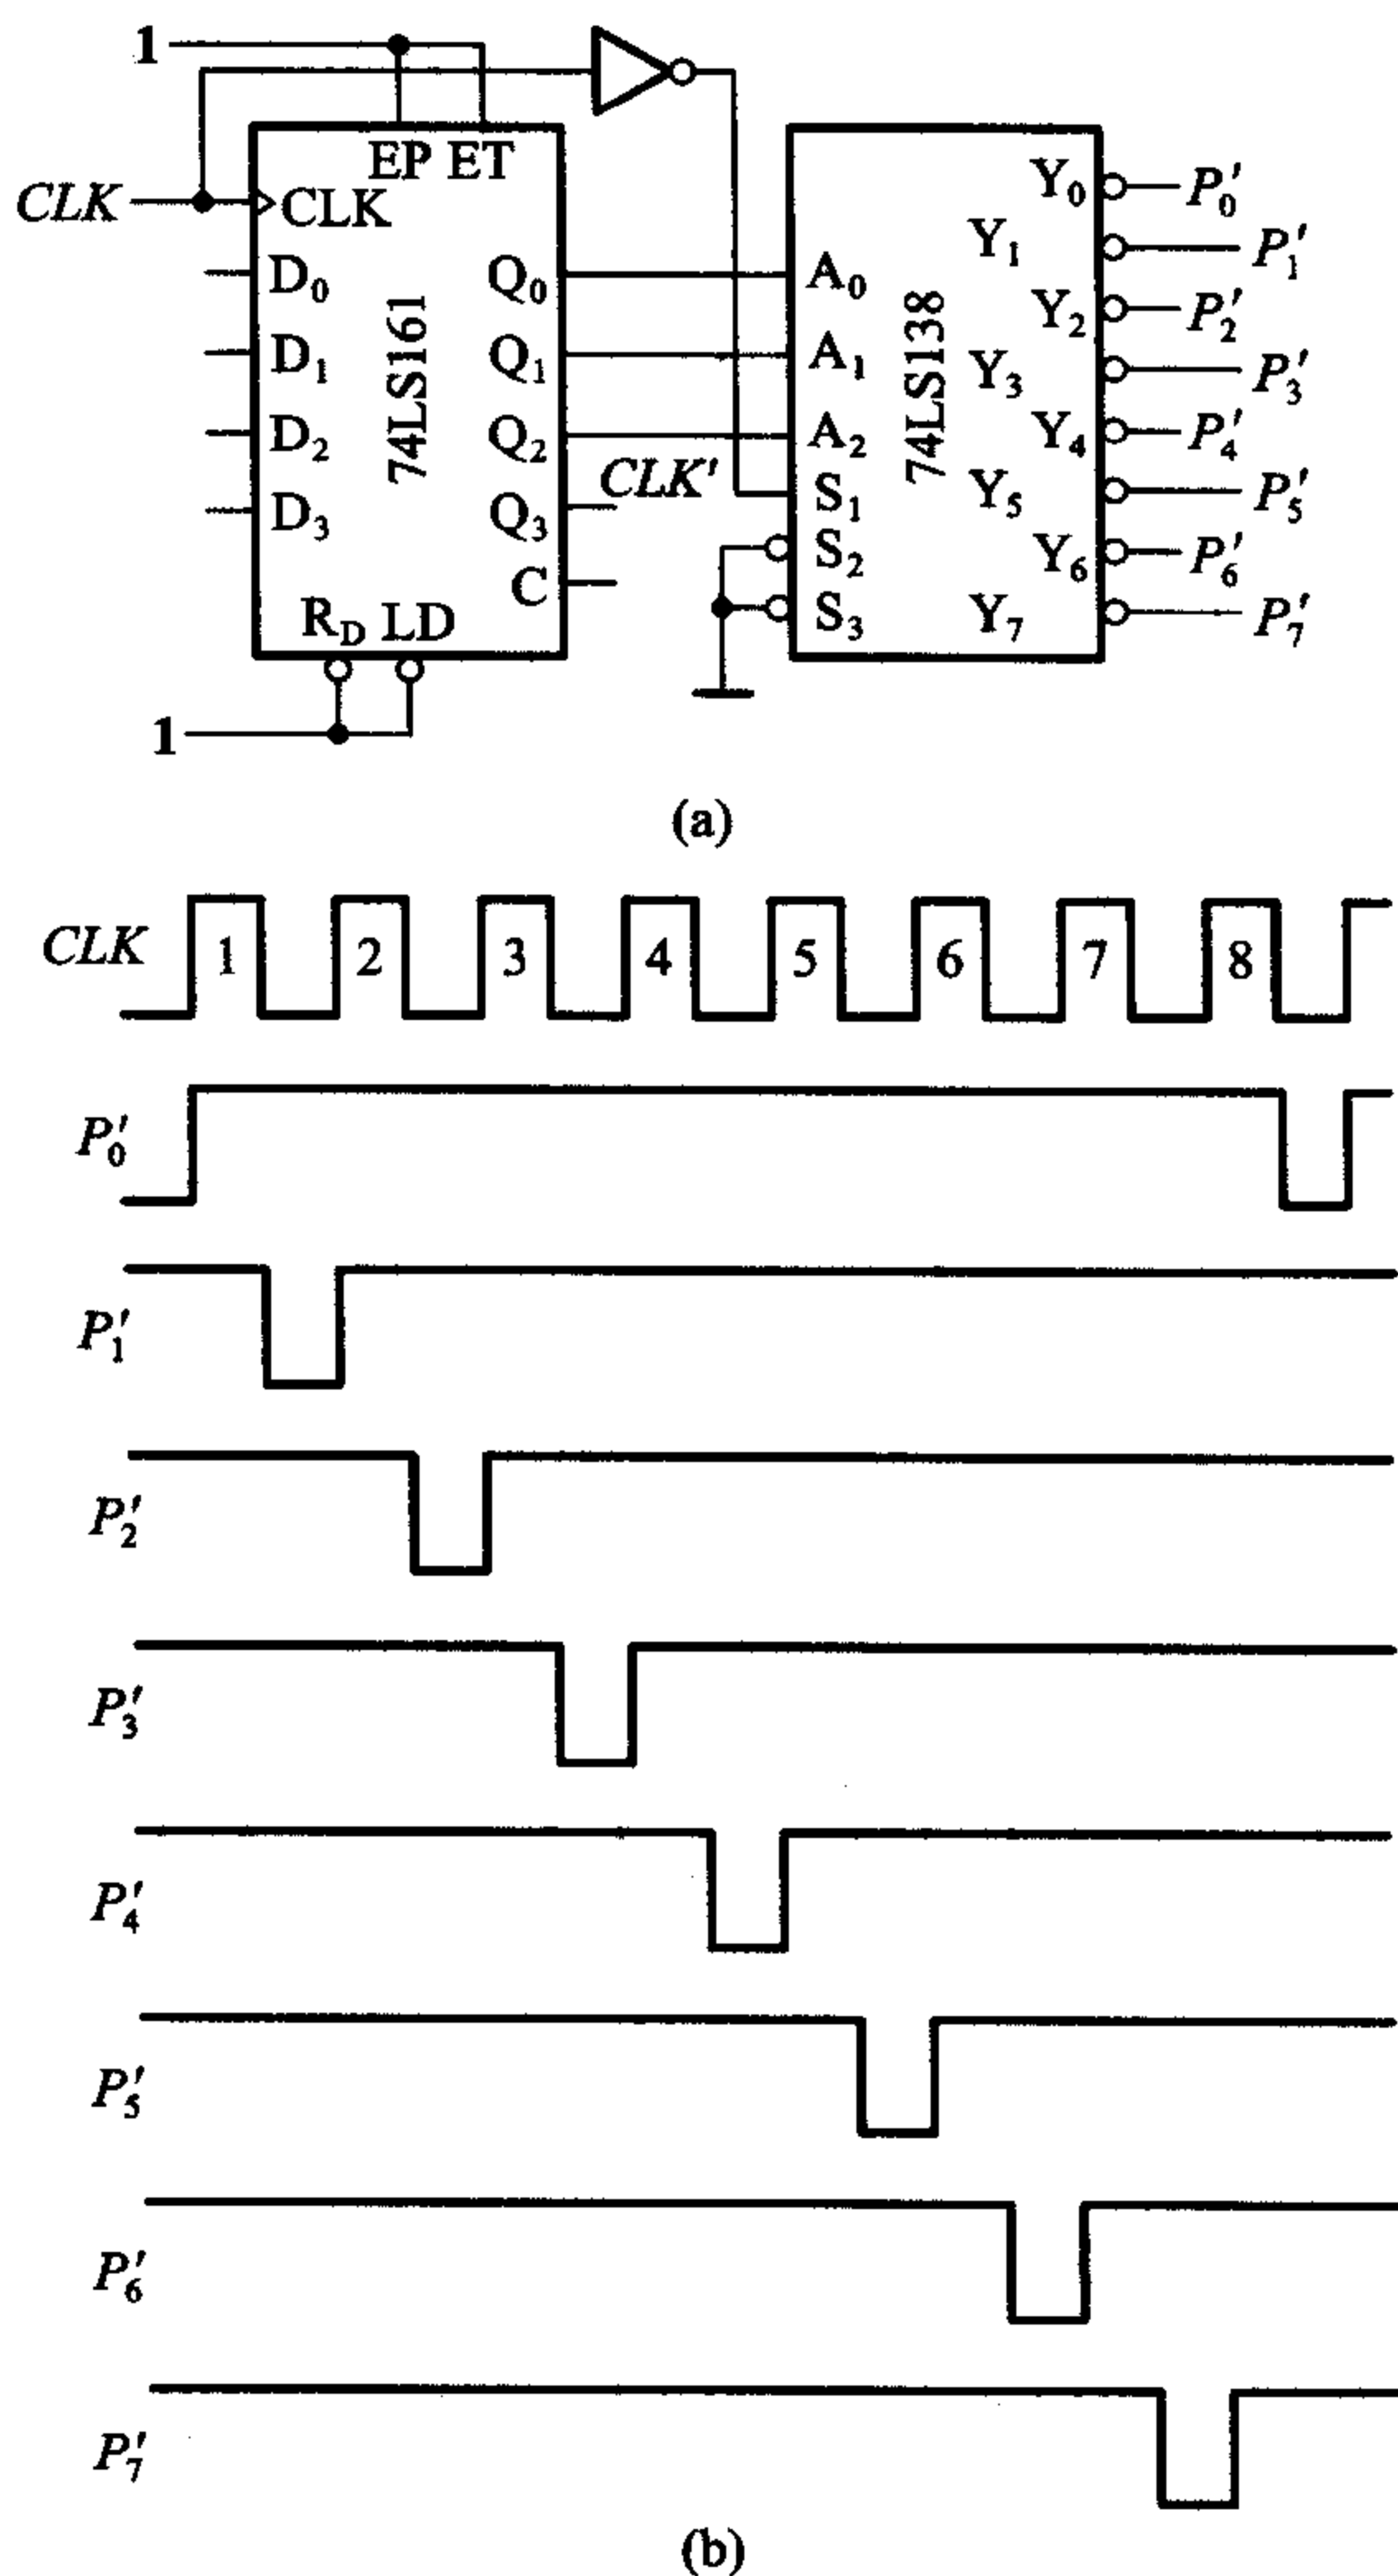 1
EP ET
CLK CLK
D₀ Q₀ A₀ Y₀ P₀′
Y₁ P₁′
D₁ Q₁ A₁ Y₂ P₂′
74LS161 74LS138
Y₃ P₃′
D₂ Q₂ A₂ Y₄ P₄′
CLK′ S₁ Y₅ P₅′
D₃ Q₃ S₂ Y₆ P₆′
C S₃ Y₇ P₇′
R_D LD
1
(a)
CLK 1 2 3 4 5 6 7 8
P₀′
P₁′
P₂′
P₃′
P₄′
P₅′
P₆′
P₇′
(b)